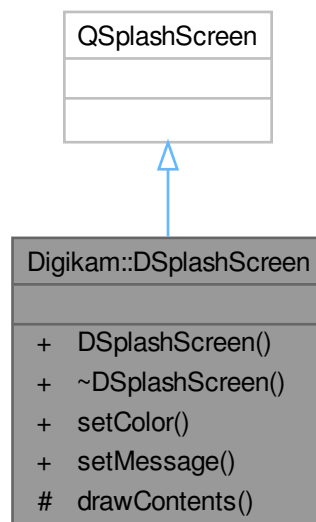 QSplashScreen
Digikam::DSplashScreen
+ DSplashScreen()
+ ~DSplashScreen()
+ setColor()
+ setMessage()
# drawContents()